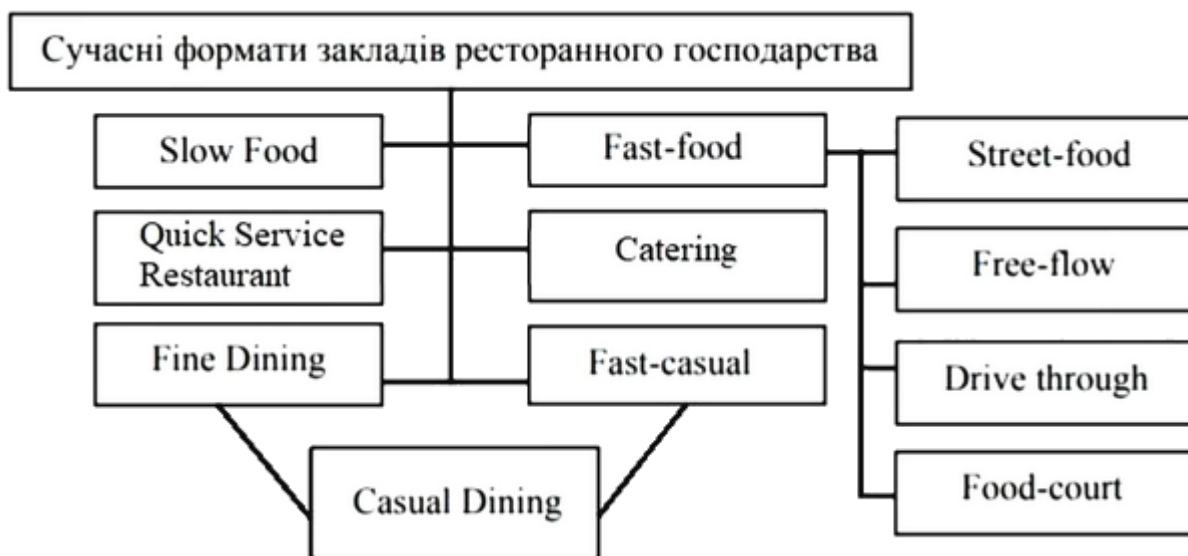 Сучасні формати закладів ресторанного господарства
Slow Food
Fast-food
Street-food
Quick Service
Restaurant
Catering
Free-flow
Fine Dining
Fast-casual
Drive through
Casual Dining
Food-court